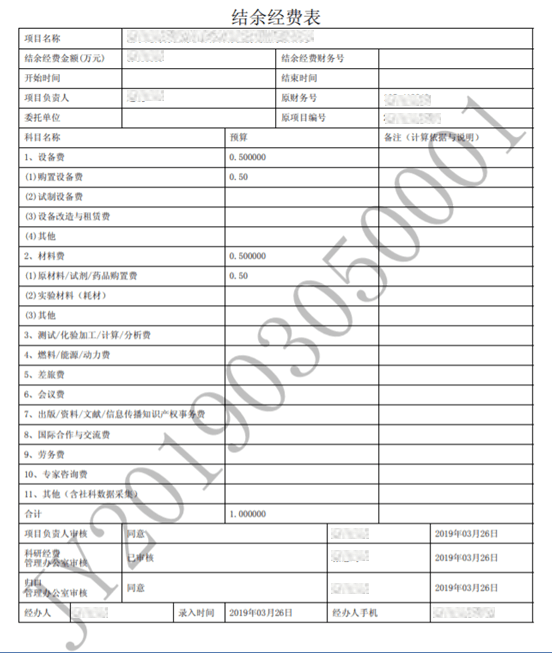 结余经费表
项目名称
结余经费金额(万元) 结余经费财务号
开始时间 结束时间
项目负责人 原财务号
委托单位 原项目编号
科目名称 预算 备注（计算依据与说明）
1、设备费 0.500000
(1)购置设备费 0.50
(2)试制设备费
(3)设备改造与租赁费
(4)其他
2、材料费 0.500000
(1)原材料/试剂/药品购置费 0.50
(2)实验材料（耗材）
(3)其他
3、测试/化验加工/计算/分析费
4、燃料/能源/动力费
5、差旅费
6、会议费
7、出版/资料/文献/信息传播知识产权事务费
8、国际合作与交流费
9、劳务费
10、专家咨询费
11、其他（含社科数据采集）
合计 1.000000
项目负责人审核 同意 2019年03月26日
科研经费
管理办公室审核 已审核 2019年03月26日
归口
管理办公室审核 同意 2019年03月26日
经办人 录入时间 2019年03月26日 经办人手机
JY201903050001